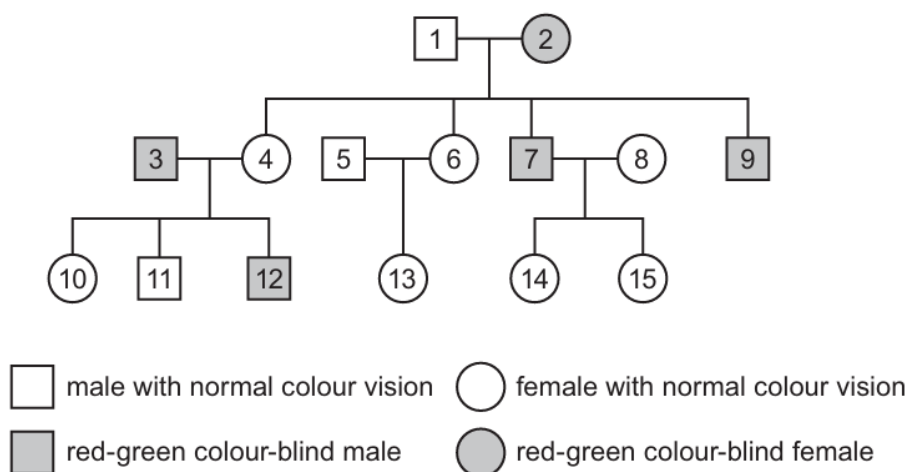 1 2
3 4 5 6 7 8 9
10 11 12 13 14 15
male with normal colour vision female with normal colour vision
red-green colour-blind male red-green colour-blind female